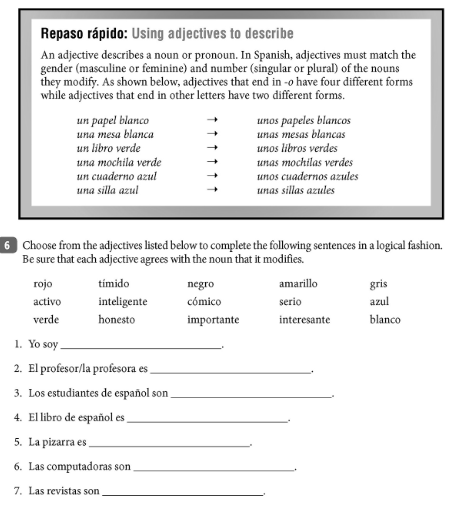 Repaso rápido: Using adjectives to describe
An adjective describes a noun or pronoun. In Spanish, adjectives must match the
gender (masculine or feminine) and number (singular or plural) of the nouns
they modify. As shown below, adjectives that end in -o have four different forms
while adjectives that end in other letters have two different forms.
un papel blanco → unos papeles blancos
una mesa blanca → unas mesas blancas
un libro verde → unos libros verdes
una mochila verde → unas mochilas verdes
un cuaderno azul → unos cuadernos azules
una silla azul → unas sillas azules
6 Choose from the adjectives listed below to complete the following sentences in a logical fashion.
Be sure that each adjective agrees with the noun that it modifies.
rojo tímido negro amarillo gris
activo inteligente cómico serio azul
verde honesto importante interesante blanco
1. Yo soy ____________________.
2. El profesor/la profesora es ____________________.
3. Los estudiantes de español son ____________________.
4. El libro de español es ____________________.
5. La pizarra es ____________________.
6. Las computadoras son ____________________.
7. Las revistas son ____________________.